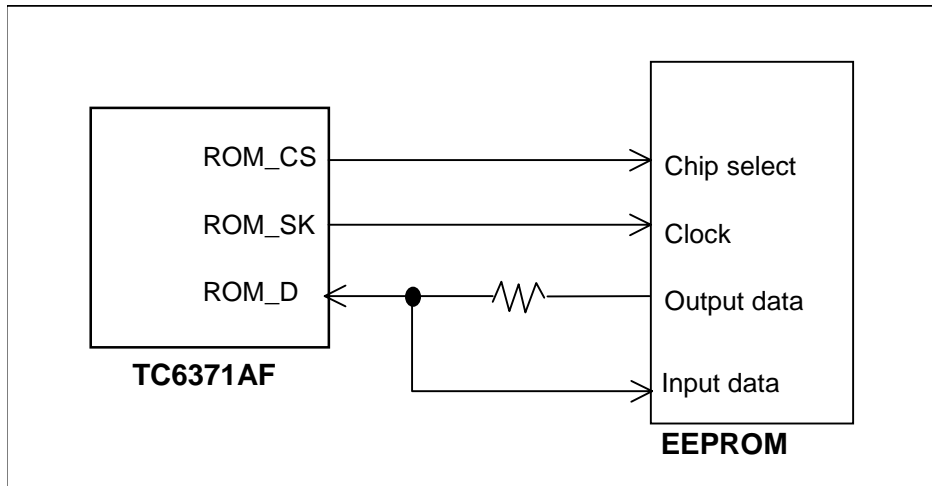 ROM_CS
ROM_SK
ROM_D
TC6371AF
Chip select
Clock
Output data
Input data
EEPROM